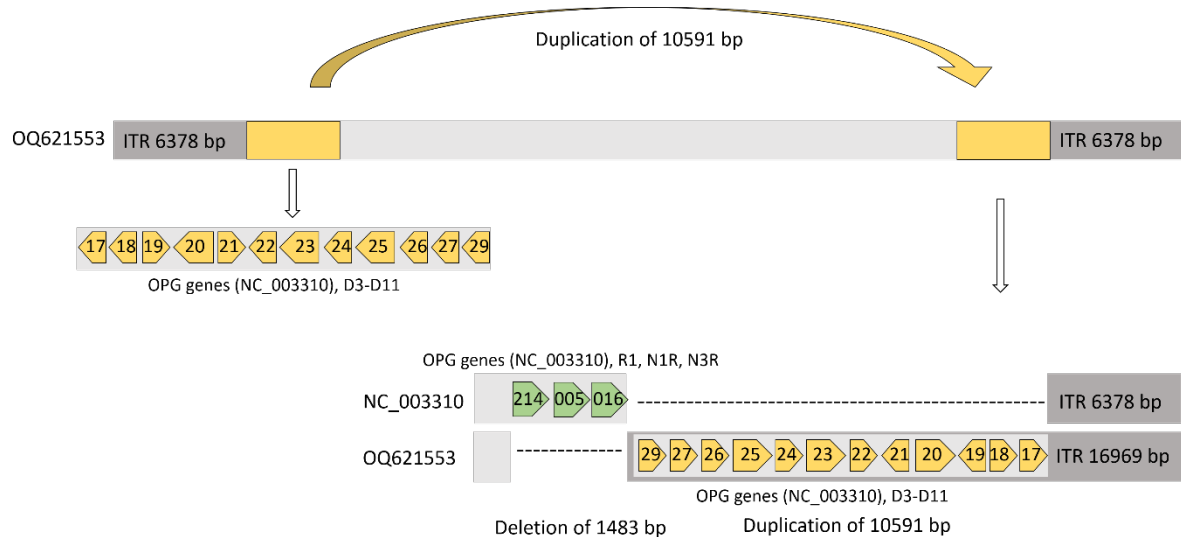 Duplication of 10591 bp
OQ621553 ITR 6378 bp ITR 6378 bp
17 18 19 20 21 22 23 24 25 26 27 29
OPG genes (NC_003310), D3-D11
OPG genes (NC_003310), R1, N1R, N3R
NC_003310 214 005 016 ITR 6378 bp
OQ621553 29 27 26 25 24 23 22 21 20 19 18 17 ITR 16969 bp
OPG genes (NC_003310), D3-D11
Deletion of 1483 bp Duplication of 10591 bp